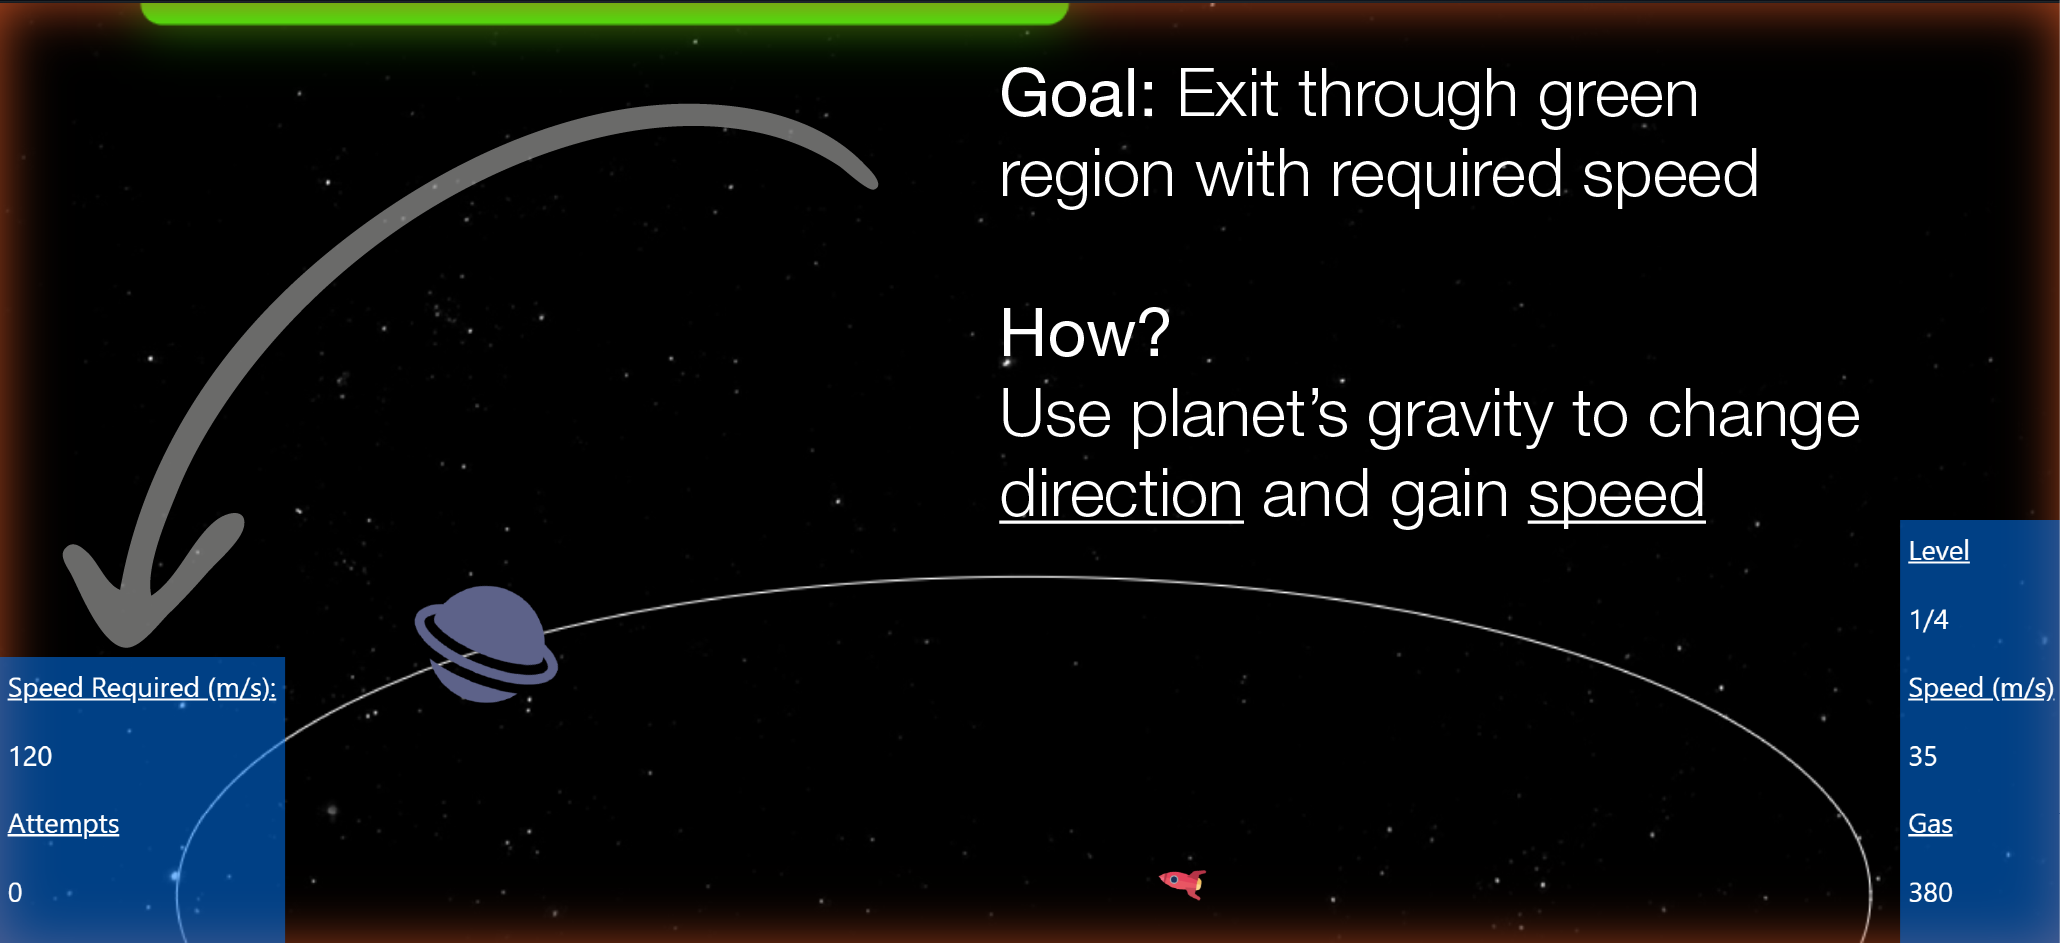 Goal: Exit through green
region with required speed
How?
Use planet’s gravity to change
direction and gain speed
Speed Required (m/s):
120
Attempts
0
Level
1/4
Speed (m/s)
35
Gas
380